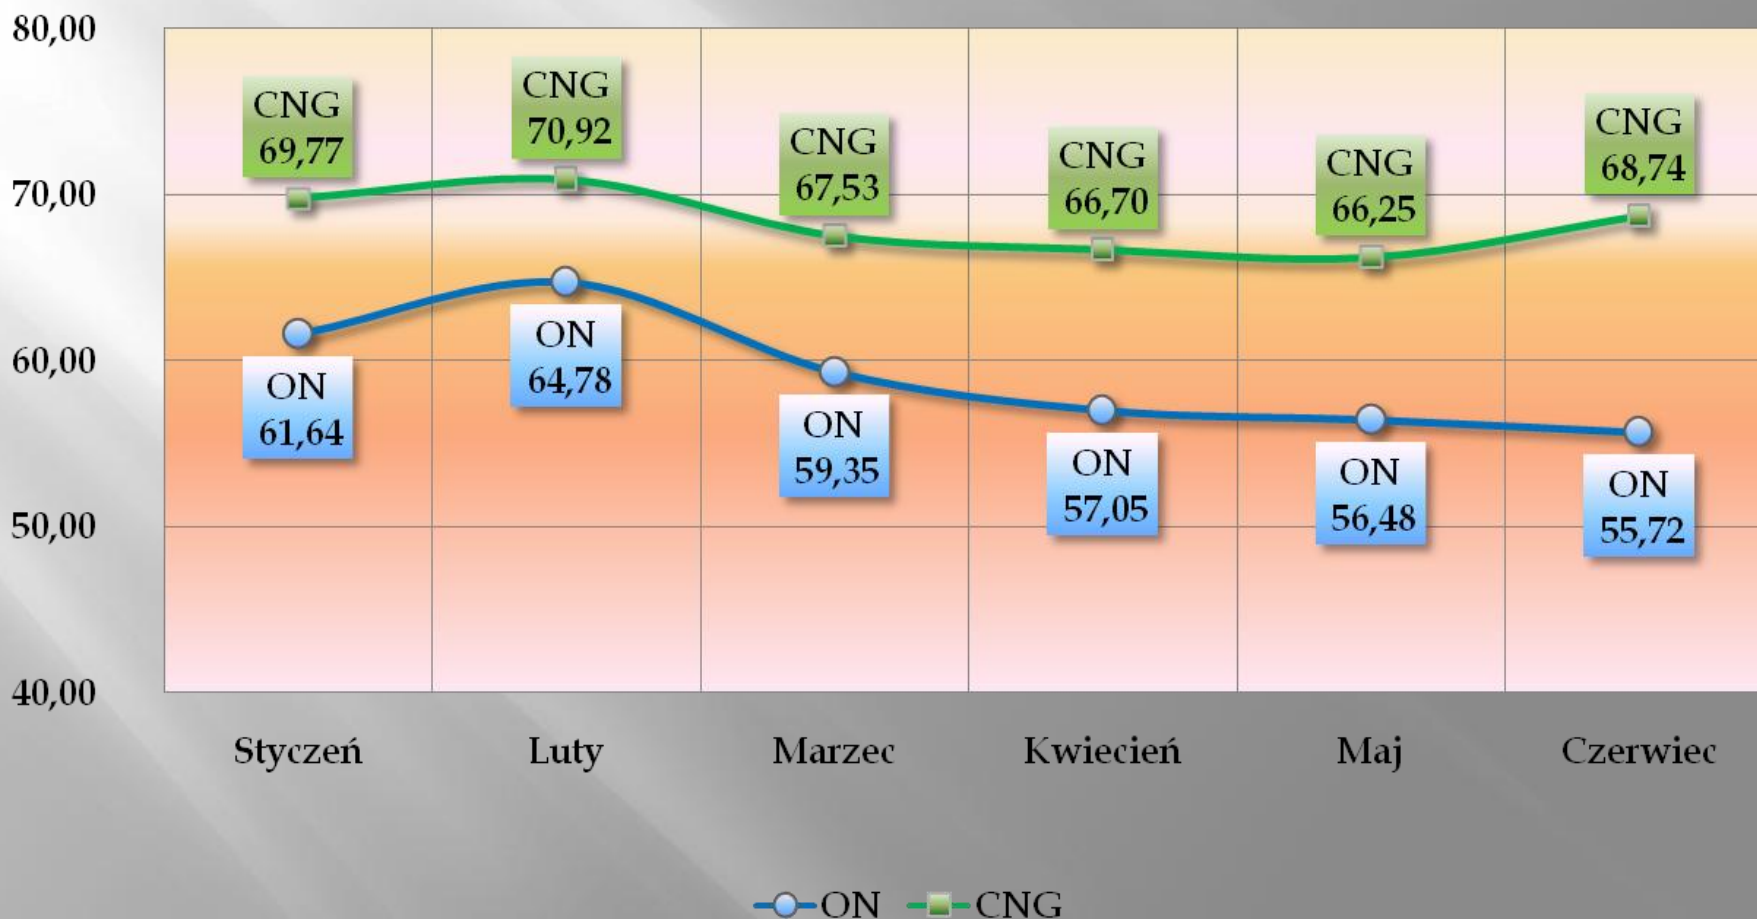 80,00
70,00
60,00
50,00
40,00
CNG
69,77
CNG
70,92
CNG
67,53
CNG
66,70
CNG
66,25
CNG
68,74
ON
61,64
ON
64,78
ON
59,35
ON
57,05
ON
56,48
ON
55,72
Styczeń
Luty
Marzec
Kwiecień
Maj
Czerwiec
ON
CNG